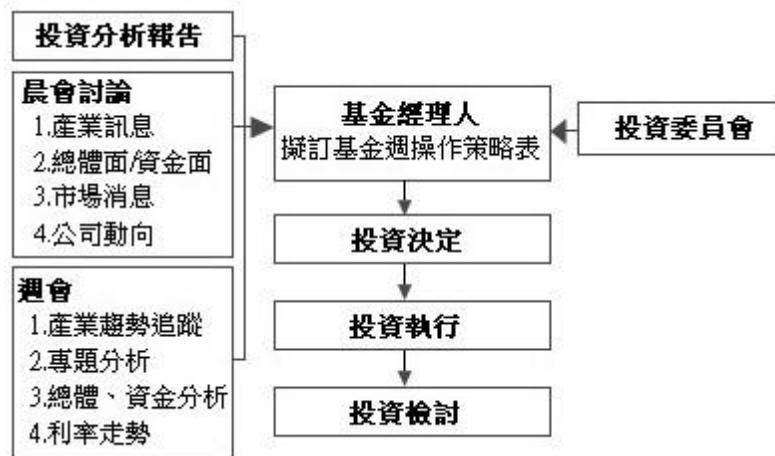 投資分析報告
晨會討論
1.產業訊息
2.總體面/資金面
3.市場消息
4.公司動向
週會
1.產業趨勢追蹤
2.專題分析
3.總體、資金分析
4.利率走勢
基金經理人
擬訂基金週操作策略表
投資委員會
投資決定
投資執行
投資檢討